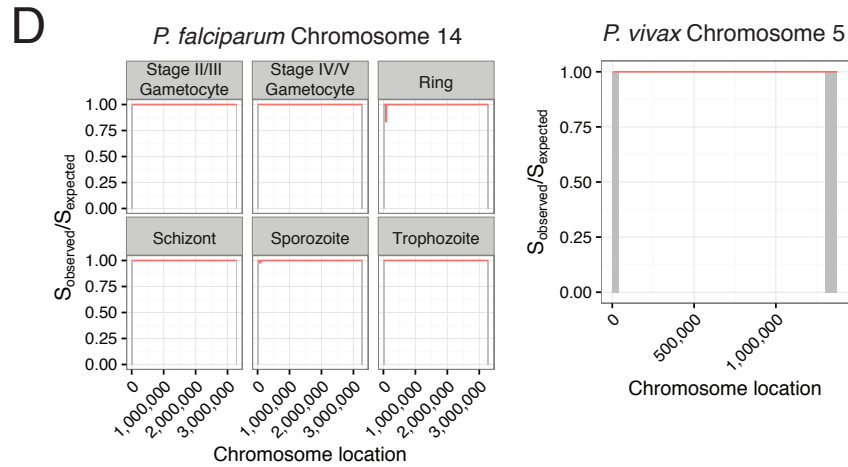 D
P. falciparum Chromosome 14
Stage II/III
Gametocyte
Stage IV/V
Gametocyte
Ring
1.00
0.75
0.50
0.25
0.00
Schizont
Sporozoite
Trophozoite
1.00
0.75
0.50
0.25
0.00
Sobserved/Sexpected
0
1,000,000
2,000,000
3,000,000
0
1,000,000
2,000,000
3,000,000
0
1,000,000
2,000,000
3,000,000
Chromosome location
P. vivax Chromosome 5
1.00
0.75
0.50
0.25
0.00
Sobserved/Sexpected
0
500,000
1,000,000
Chromosome location